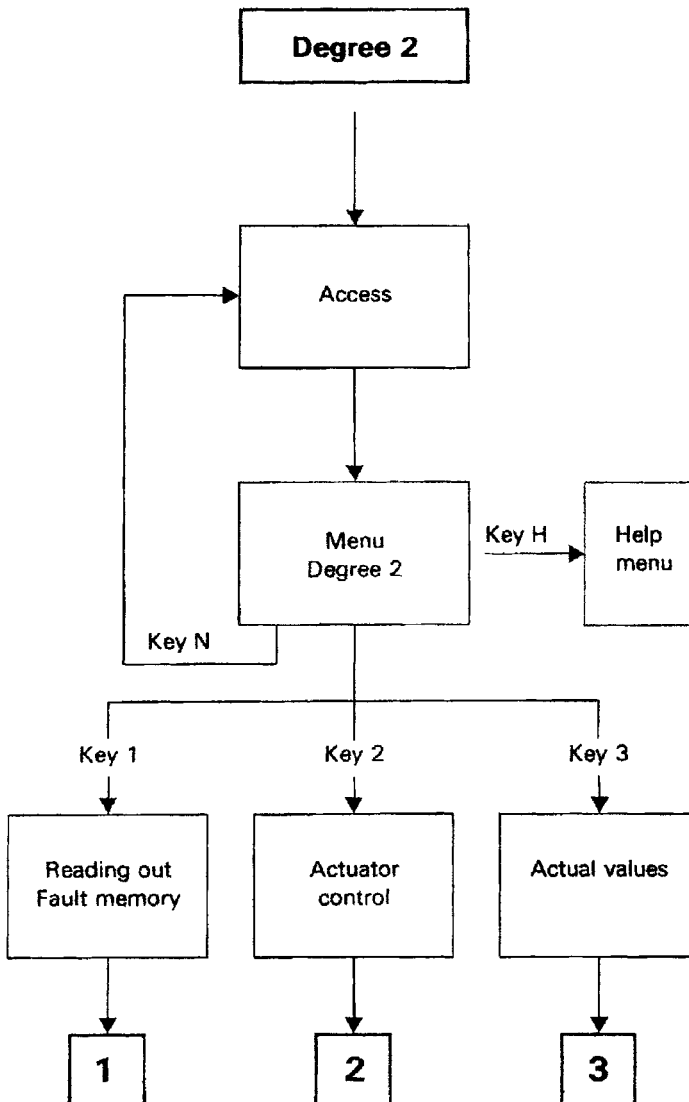 Degree 2
Access
Menu
Degree 2
Key H
Help
menu
Key N
Key 1
Key 2
Key 3
Reading out
Fault memory
Actuator
control
Actual values
1
2
3